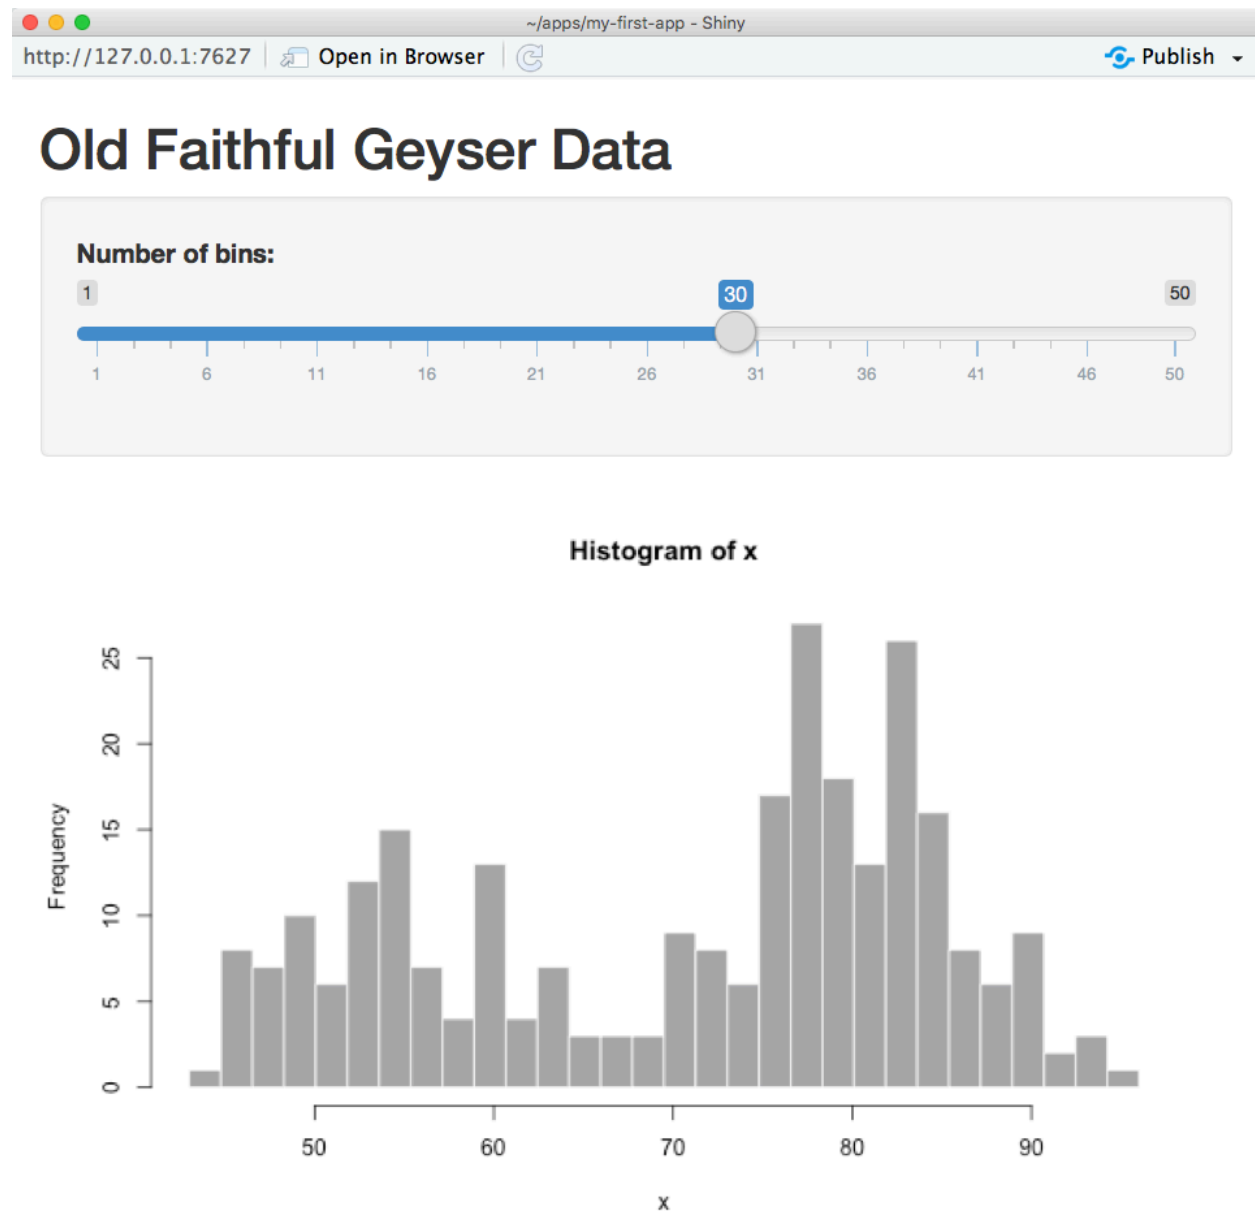 ~/apps/my-first-app - Shiny
http://127.0.0.1:7627 Open in Browser Publish
Old Faithful Geyser Data
Number of bins:
1 30 50
1 6 11 16 21 26 31 36 41 46 50
Histogram of x
25
20
15
10
5
0
Frequency
50 60 70 80 90
x